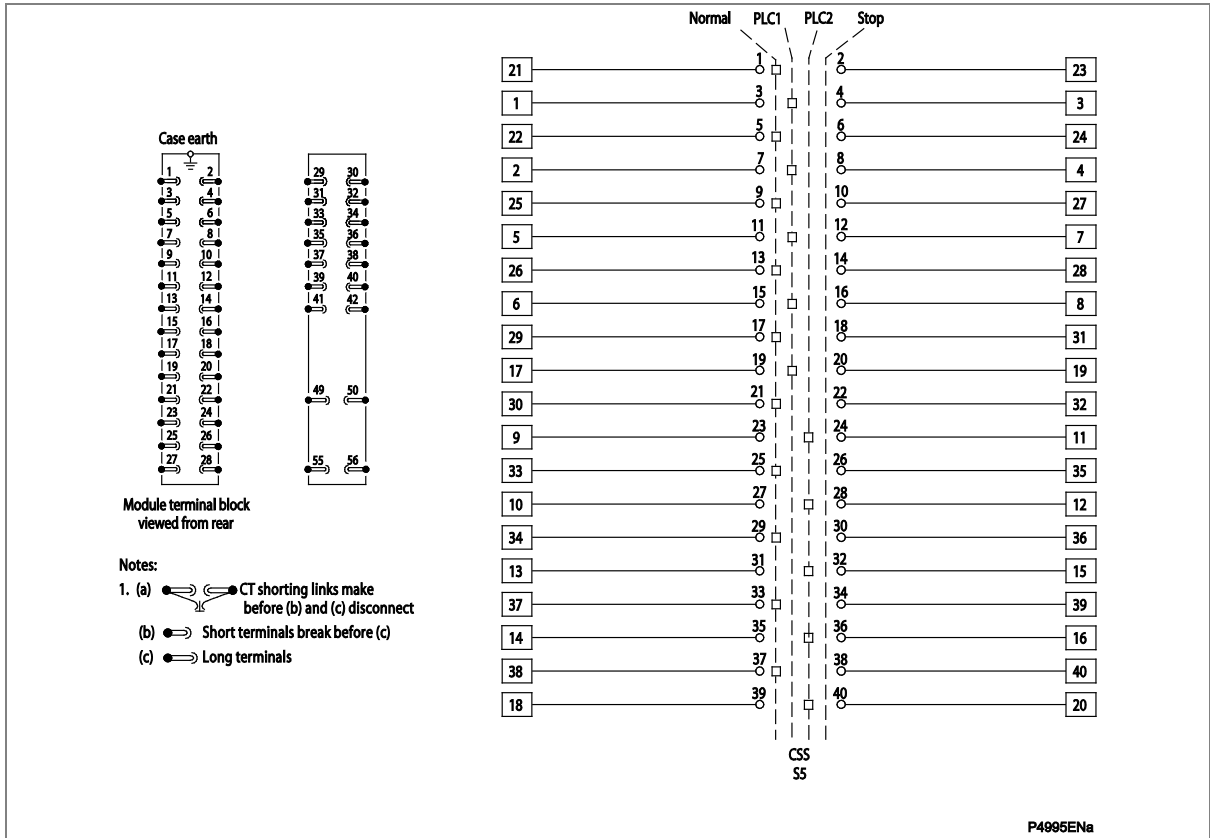 Normal PLC1 PLC2 Stop
21 1 2 23
1 3 4 3
22 5 6 24
2 7 8 4
25 9 10 27
5 11 12 7
26 13 14 28
6 15 16 8
29 17 18 31
17 19 20 19
30 21 22 32
9 23 24 11
33 25 26 35
10 27 28 12
34 29 30 36
13 31 32 15
37 33 34 39
14 35 36 16
38 37 38 40
18 39 40 20
CSS
S5
Case earth
1 2
3 4
5 6
7 8
9 10
11 12
13 14
15 16
17 18
19 20
21 22
23 24
25 26
27 28
29 30
31 32
33 34
35 36
37 38
39 40
41 42
49 50
55 56
Module terminal block
viewed from rear
Notes:
1. (a) CT shorting links make
before (b) and (c) disconnect
(b) Short terminals break before (c)
(c) Long terminals
P4995ENa